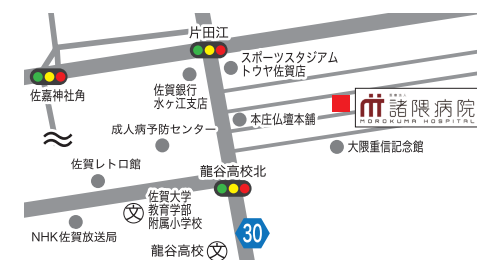 片田江
スポーツスタジアム
トウヤ佐賀店
佐嘉神社角
佐賀銀行
水ヶ江支店
諸隈病院
MOROKUMA HOSPITAL
本庄仏壇本舗
成人病予防センター
大隈重信記念館
佐賀レトロ館
龍谷高校北
佐賀大学
教育学部
附属小学校
文
NHK佐賀放送局
30
龍谷高校
文